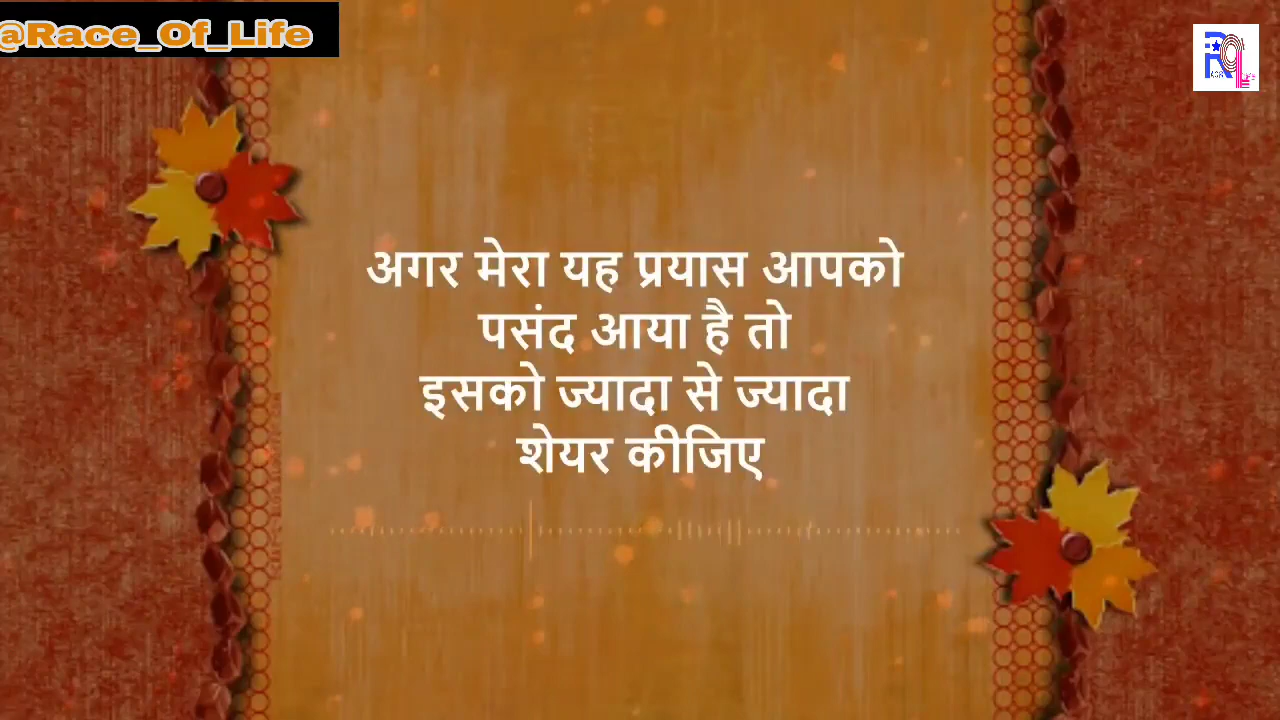 @Race_Of_Life
अगर मेरा यह प्रयास आपको
पसंद आया है तो
इसको ज्यादा से ज्यादा
शेयर कीजिए